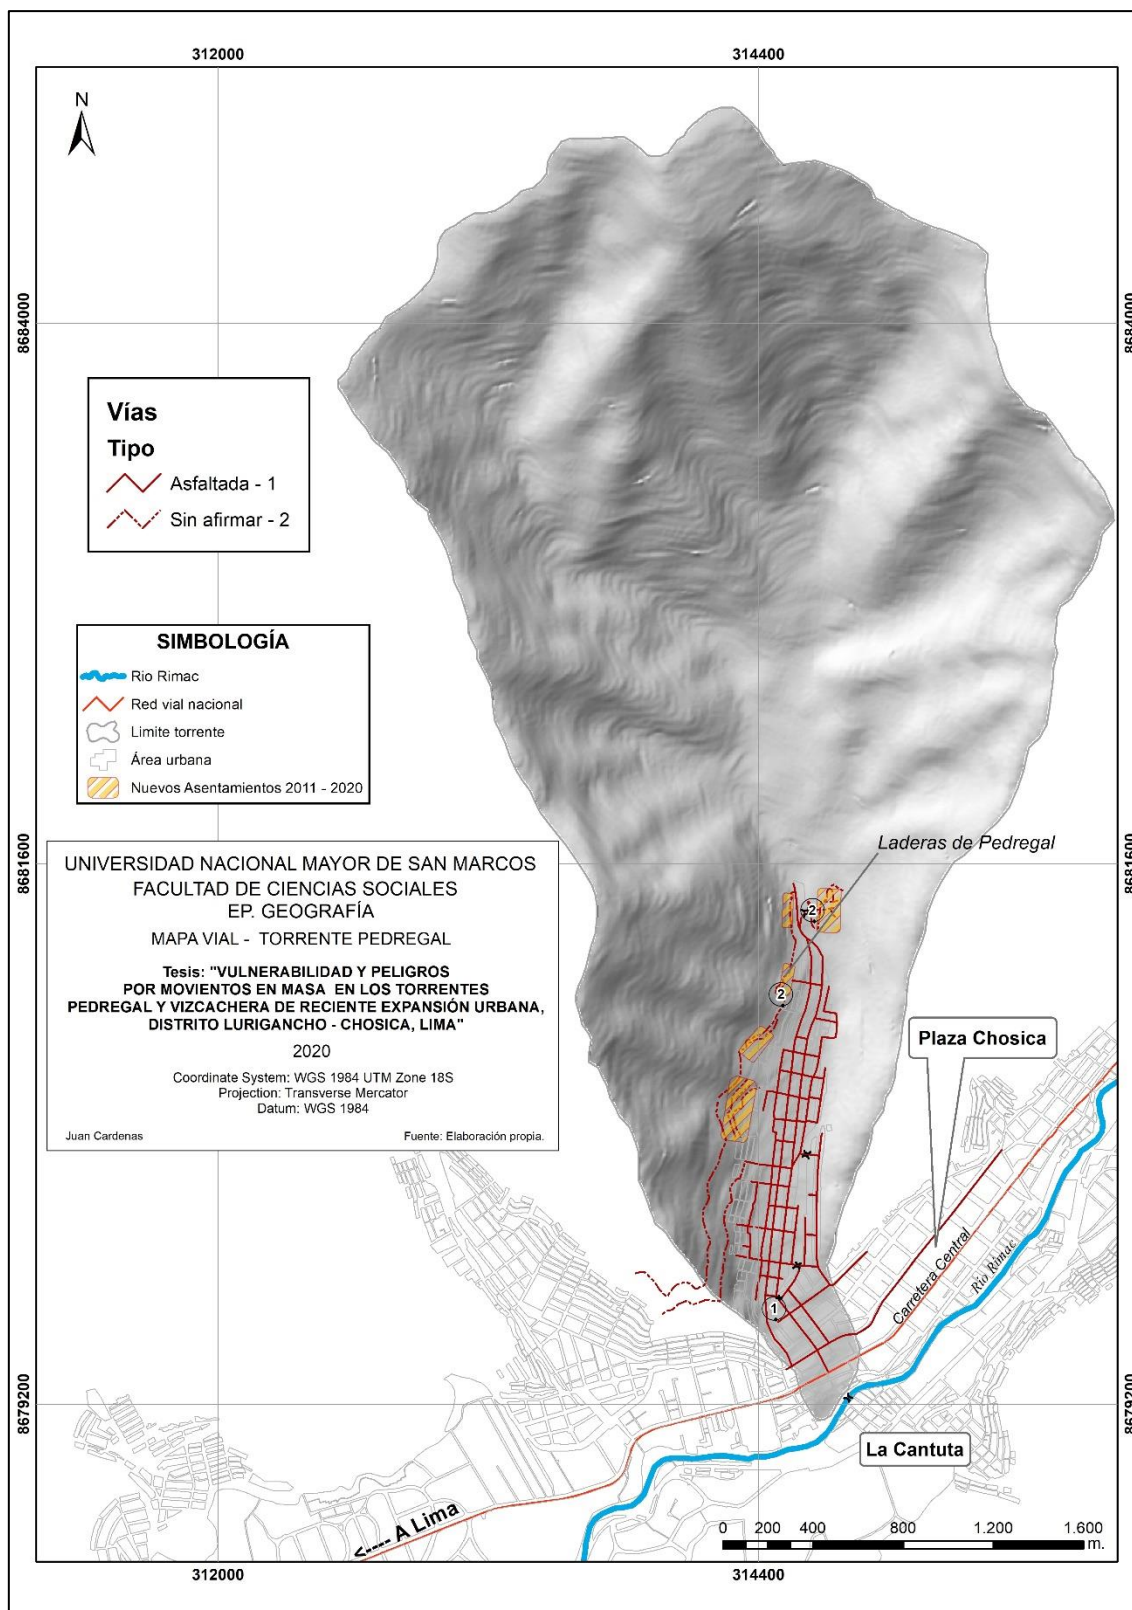 312000
314400
N
8684000
8684000
Vías
Tipo
Asfaltada - 1
Sin afirmar - 2
SIMBOLOGÍA
Rio Rimac
Red vial nacional
Limite torrente
Área urbana
Nuevos Asentamientos 2011 - 2020
Laderas de Pedregal
8681600
8681600
UNIVERSIDAD NACIONAL MAYOR DE SAN MARCOS
FACULTAD DE CIENCIAS SOCIALES
EP. GEOGRAFÍA
MAPA VIAL - TORRENTE PEDREGAL
Tesis: "VULNERABILIDAD Y PELIGROS
POR MOVIENTOS EN MASA EN LOS TORRENTES
PEDREGAL Y VIZCACHERA DE RECIENTE EXPANSIÓN URBANA,
DISTRITO LURIGANCHO - CHOSICA, LIMA"
2020
Coordinate System: WGS 1984 UTM Zone 18S
Projection: Transverse Mercator
Datum: WGS 1984
Juan Cardenas
Fuente: Elaboración propia.
2
2
Plaza Chosica
Carretera Central
Rio Rimac
1
8679200
8679200
La Cantuta
A Lima
0 200 400 800 1.200 1.600
m.
312000
314400